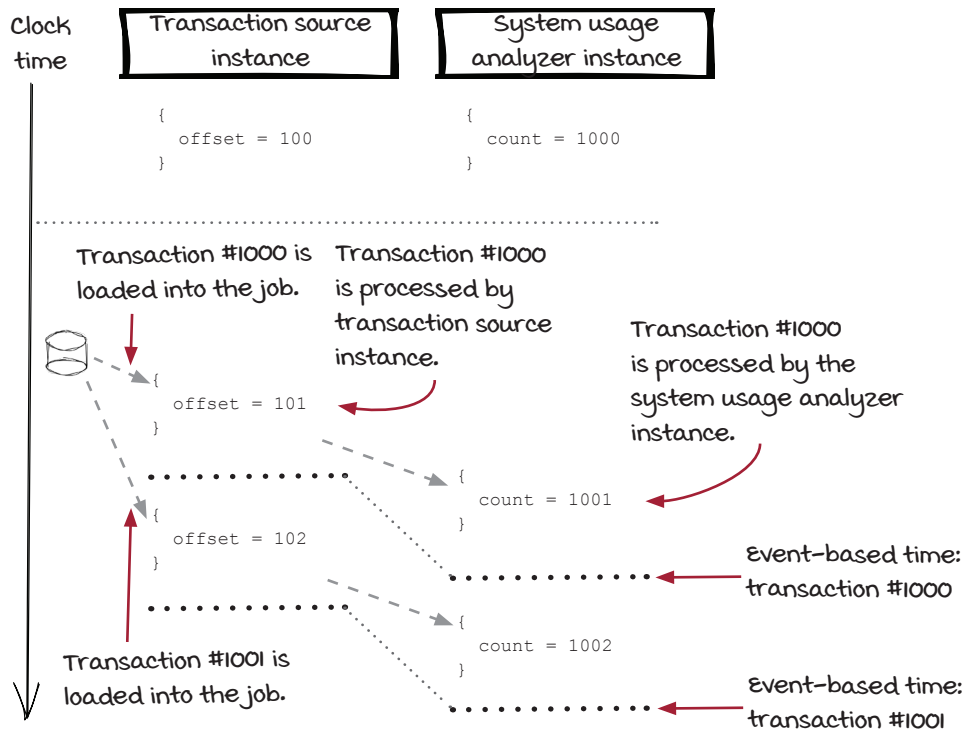 Clock
time
Transaction source
instance
System usage
analyzer instance
{
offset = 100
}
{
count = 1000
}
Transaction #1000 is
loaded into the job.
Transaction #1000
is processed by
transaction source
instance.
Transaction #1000
is processed by the
system usage analyzer
instance.
{
offset = 101
}
{
count = 1001
}
{
offset = 102
}
Event-based time:
transaction #1000
{
count = 1002
}
Transaction #1001 is
loaded into the job.
Event-based time:
transaction #1001